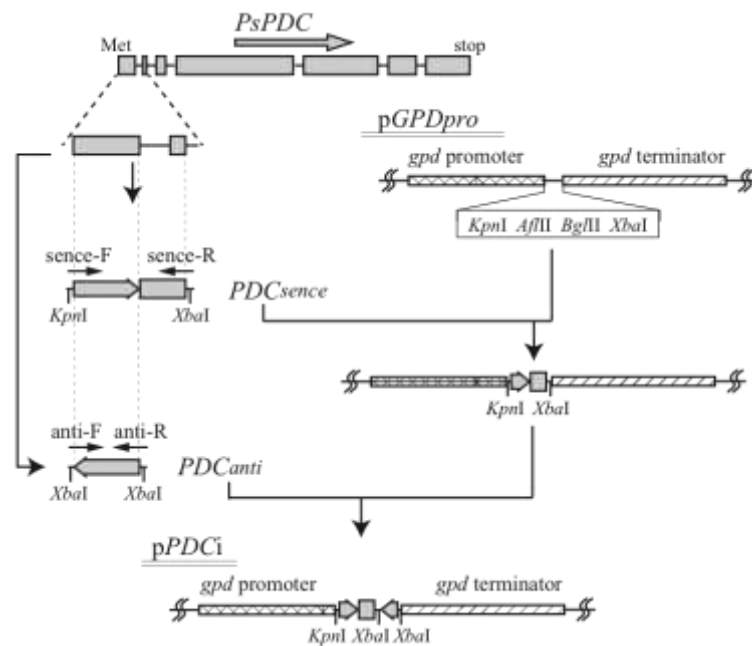 PsPDC
Met stop
pGPDpro
gpd promoter gpd terminator
KpnI AflII BglII XbaI
sence-F sence-R
PDCsence
KpnI XbaI
KpnI XbaI
anti-F anti-R
PDCanti
XbaI XbaI
pPDCi
gpd promoter gpd terminator
KpnI XbaI XbaI